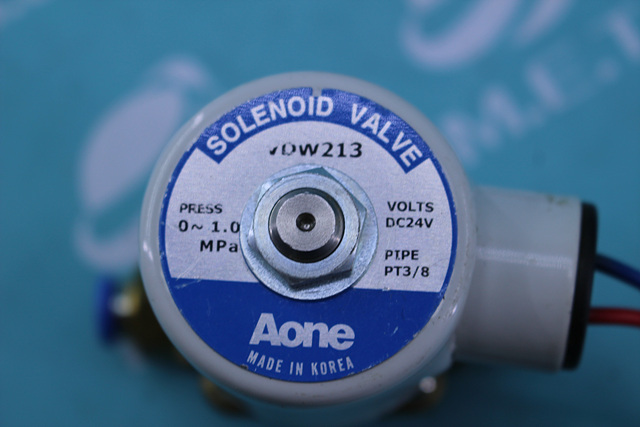 SOLENOID VALVE
VDW213
PRESS
0~ 1.0
MPa
VOLTS
DC24V
PIPE
PT3/8
Aone
MADE IN KOREA